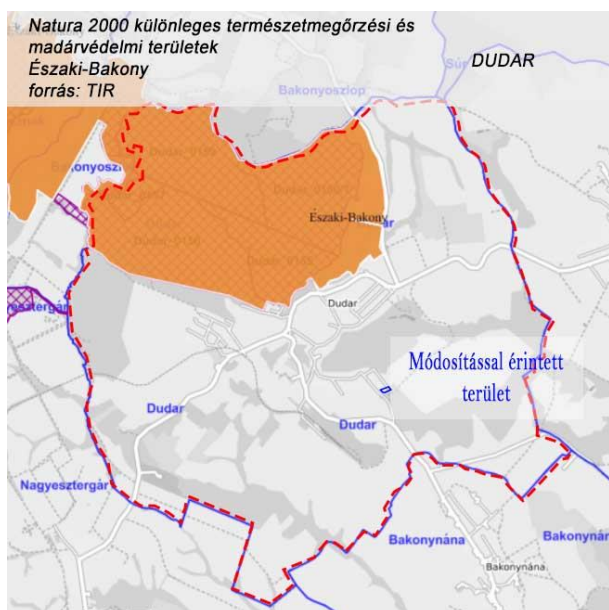 Natura 2000 különleges természetmegőrzési és
madárvédelmi területek
Északi-Bakony
forrás: TIR
DUDAR
Súr
Bakonyoszlop
Északi-Bakony
Dudar
Módosítással érintett
terület
Dudar
Dudar
Nagyesztergár
Bakonynána
Bakonynána